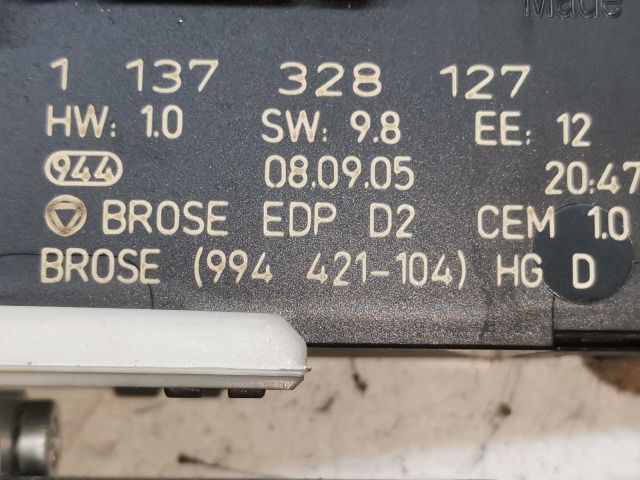 Made
1 137 328 127
HW: 1.0 SW: 9.8 EE: 12
944 08.09.05 20:47
BROSE EDP D2 CEM 1.0
BROSE (994 421-104) HG D